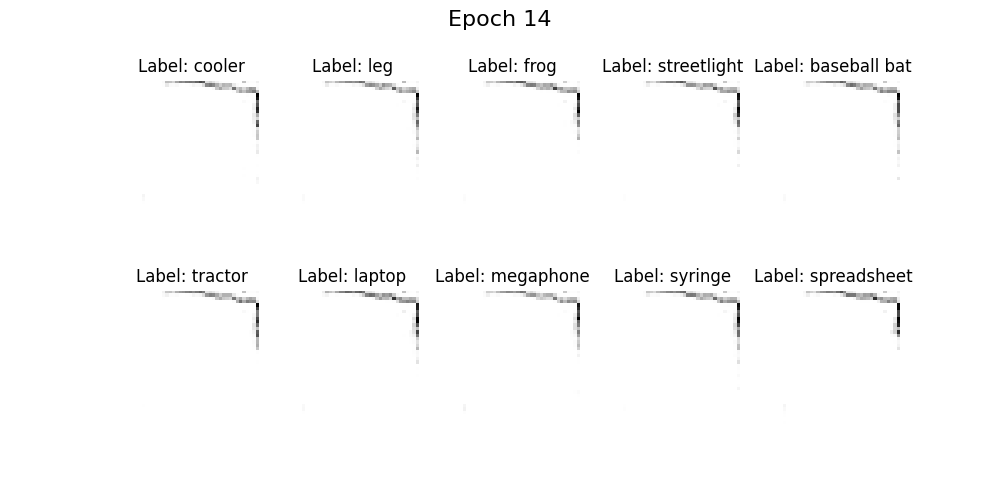 Epoch 14
Label: cooler
Label: leg
Label: frog
Label: streetlight
Label: baseball bat
Label: tractor
Label: laptop
Label: megaphone
Label: syringe
Label: spreadsheet